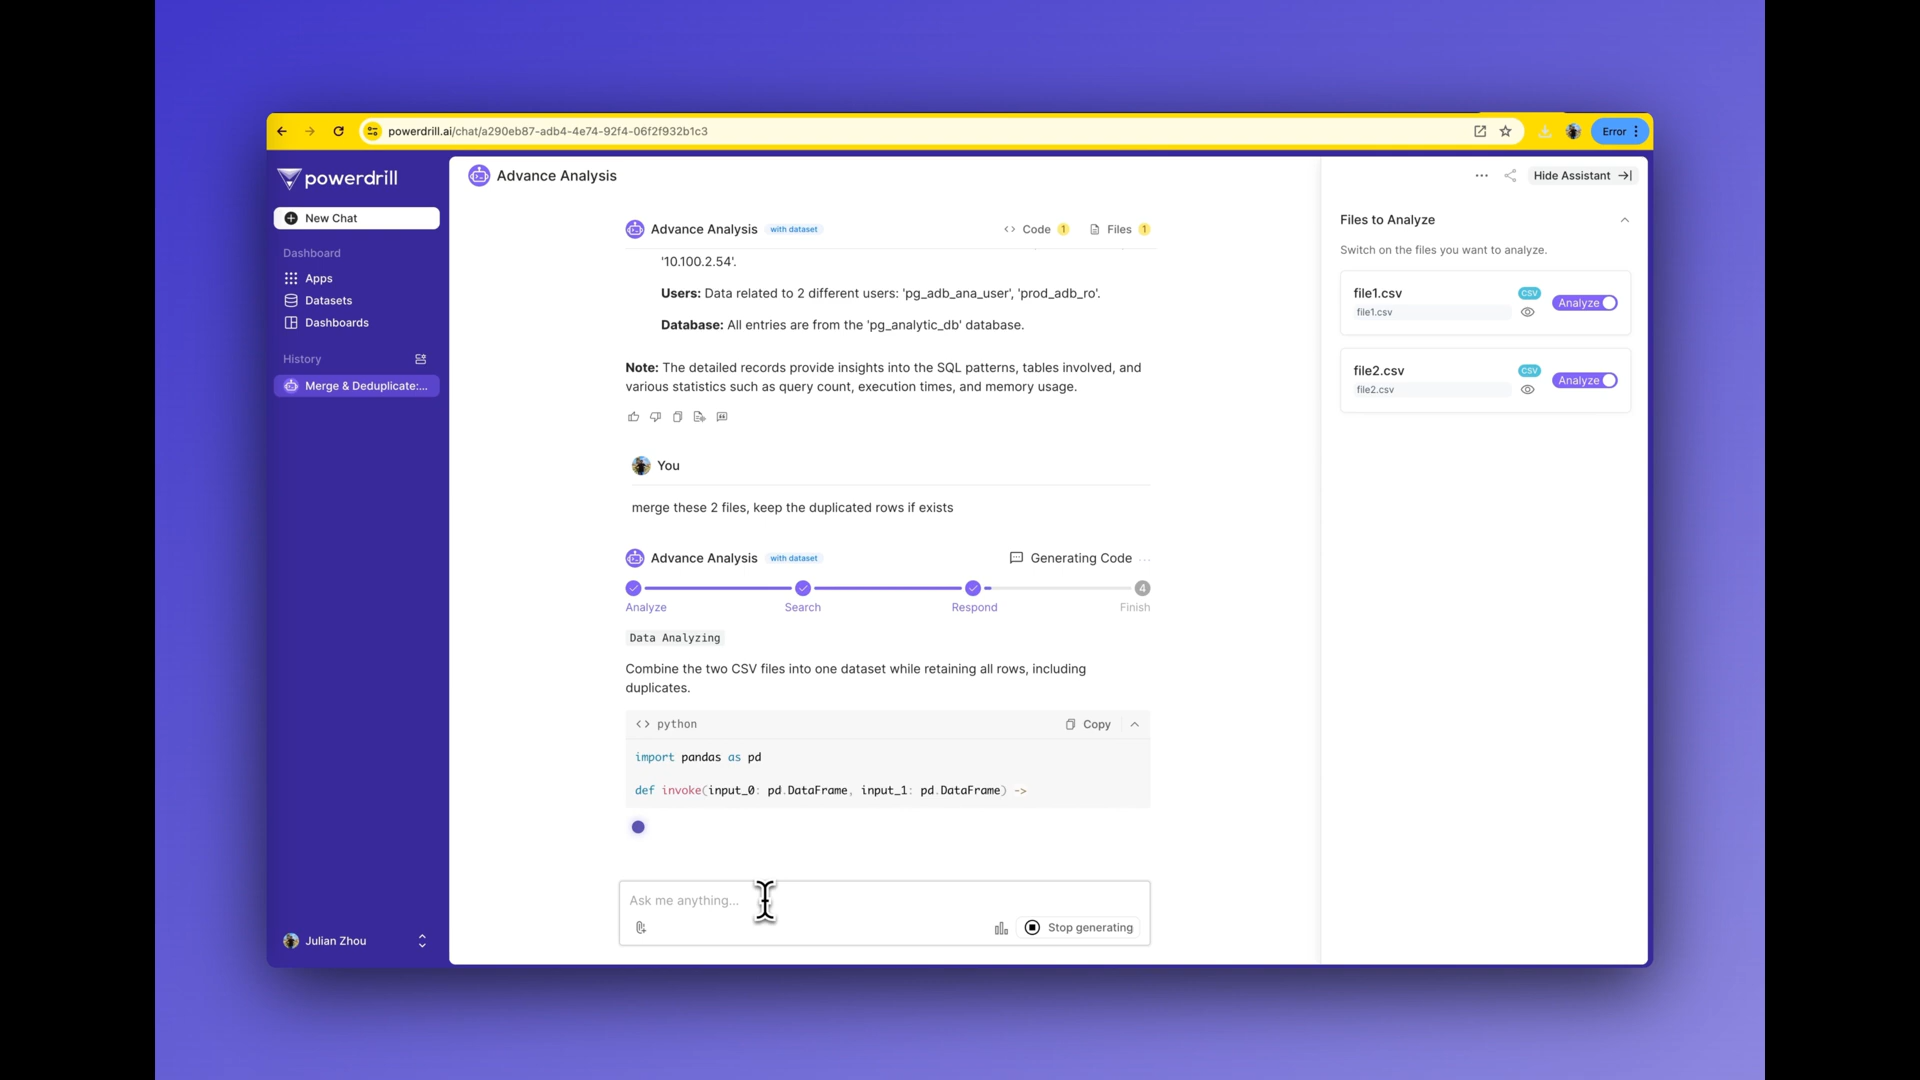 powerdrill.ai/chat/a290eb87-adb4-4e74-92f4-06f2f932b1c3
Error
powerdrill
New Chat
Dashboard
Apps
Datasets
Dashboards
History
Merge & Deduplicate:...
Julian Zhou
Advance Analysis
Advance Analysis with dataset Code 1 Files 1
'10.100.2.54'.
Users: Data related to 2 different users: 'pg_adb_ana_user', 'prod_adb_ro'.
Database: All entries are from the 'pg_analytic_db' database.
Note: The detailed records provide insights into the SQL patterns, tables involved, and
various statistics such as query count, execution times, and memory usage.
You
merge these 2 files, keep the duplicated rows if exists
Advance Analysis with dataset Generating Code ...
4
Analyze Search Respond Finish
Data Analyzing
Combine the two CSV files into one dataset while retaining all rows, including
duplicates.
<> python Copy
import pandas as pd
def invoke(input_0: pd.DataFrame, input_1: pd.DataFrame) ->
Ask me anything...
Stop generating
Hide Assistant
Files to Analyze
Switch on the files you want to analyze.
file1.csv CSV Analyze
file1.csv
file2.csv CSV Analyze
file2.csv